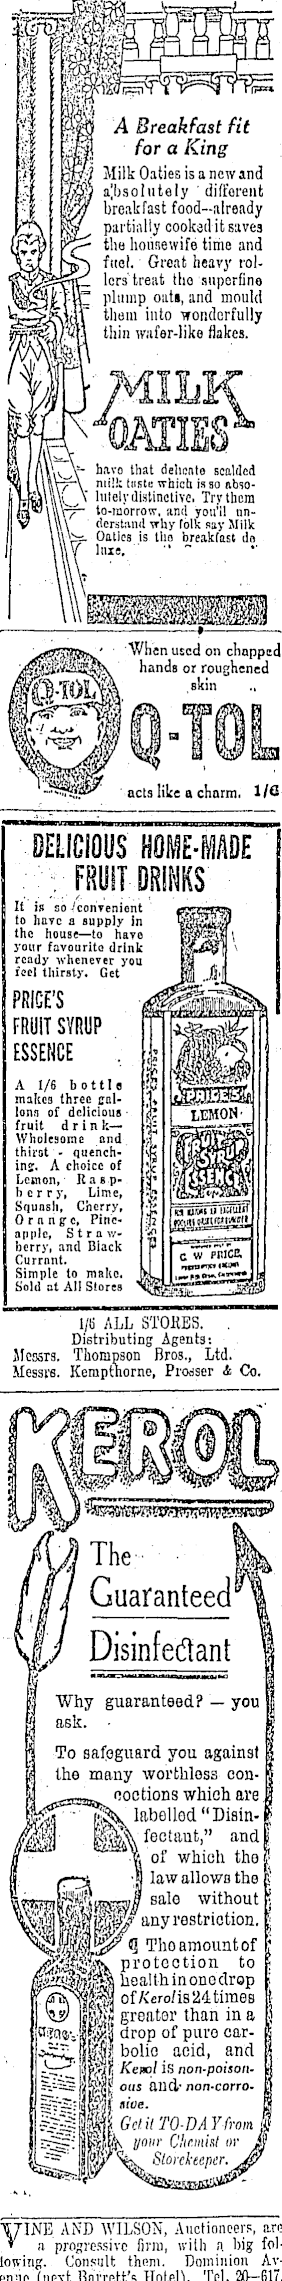 A Breakfast fit
for a King
Milk Oaties is a new and
absolutely different
breakfast food--already
partially cooked it saves
the housewife time and
fuel. Great heavy rol-
lers treat the superfine
plump oats, and mould
them into wonderfully
thin wafer-like flakes.
MILK
OATIES
have that delicate scalded
milk taste which is so abso-
lutely distinctive. Try them
to-morrow, and you'll un-
derstand why folk say Milk
Oaties is the breakfast de
luxe.
When used on chapped
hands or roughened
skin
Q-TOL
Q-TOL
acts like a charm. 1/6
DELICIOUS HOME-MADE
FRUIT DRINKS
It is so convenient
to have a supply in
the house—to have
your favourite drink
ready whenever you
feel thirsty. Get
PRICE'S
FRUIT SYRUP
ESSENCE
A 1/6 bottle
makes three gal-
lons of delicious
fruit drink—
Wholesome and
thirst - quench-
ing. A choice of
Lemon, Rasp-
berry, Lime,
Squash, Cherry,
Orange, Pine-
apple, Straw-
berry, and Black
Currant.
Simple to make.
Sold at All Stores
PRICE'S
LEMON
FRUIT
SYRUP
ESSENCE
C W PRICE,
1/6 ALL STORES.
Distributing Agents:
Messrs. Thompson Bros., Ltd.
Messrs. Kempthorne, Prosser & Co.
KEROL
The
Guaranteed
Disinfectant
Why guaranteed? — you
ask.
To safeguard you against
the many worthless con-
coctions which are
labelled "Disin-
fectant," and
of which the
law allows the
sale without
any restriction.
¶ The amount of
protection to
health in one drop
of Kerol is 24 times
greater than in a
drop of pure car-
bolic acid, and
Kerol is non-poison-
ous and non-corro-
sive.
Get it TO-DAY from
your Chemist or
Storekeeper.
VINE AND WILSON, Auctioneers, are
a progressive firm, with a big fol-
lowing. Consult them. Dominion Av-
enue (next Barrett's Hotel). Tel. 20-617.